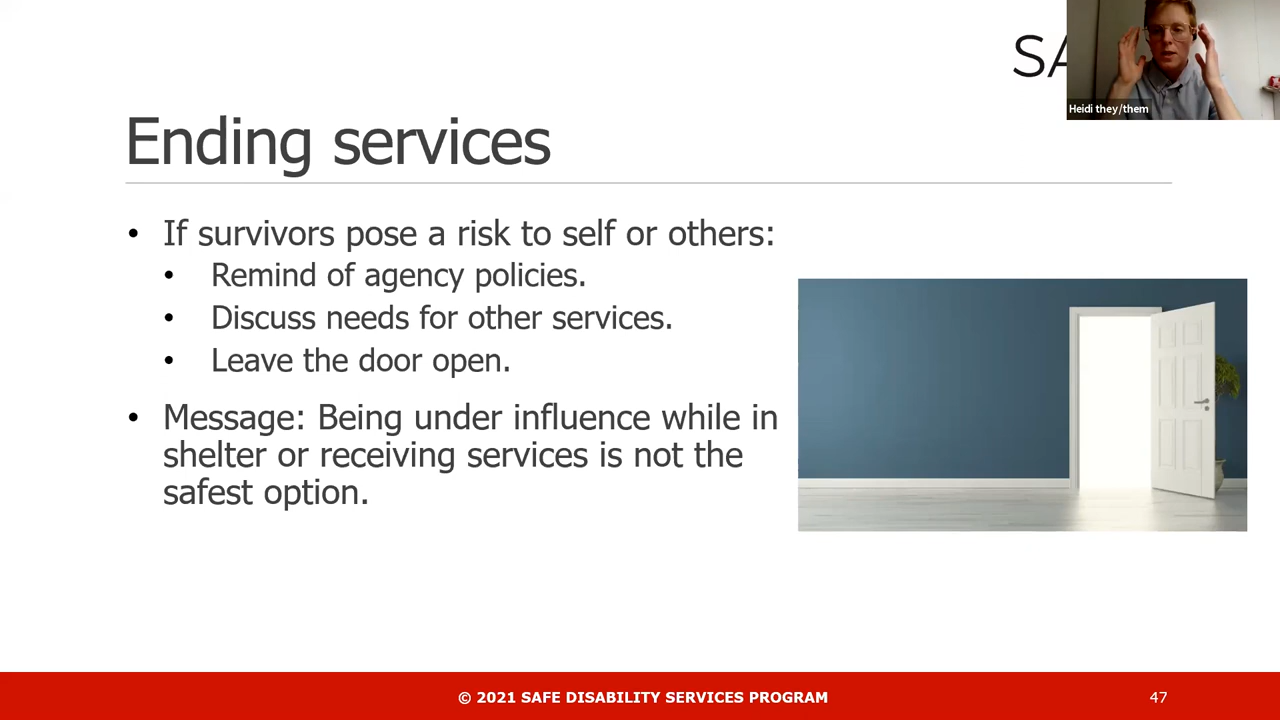 SA
Heidi they/them
Ending services
• If survivors pose a risk to self or others:
• Remind of agency policies.
• Discuss needs for other services.
• Leave the door open.
• Message: Being under influence while in
shelter or receiving services is not the
safest option.
© 2021 SAFE DISABILITY SERVICES PROGRAM
47